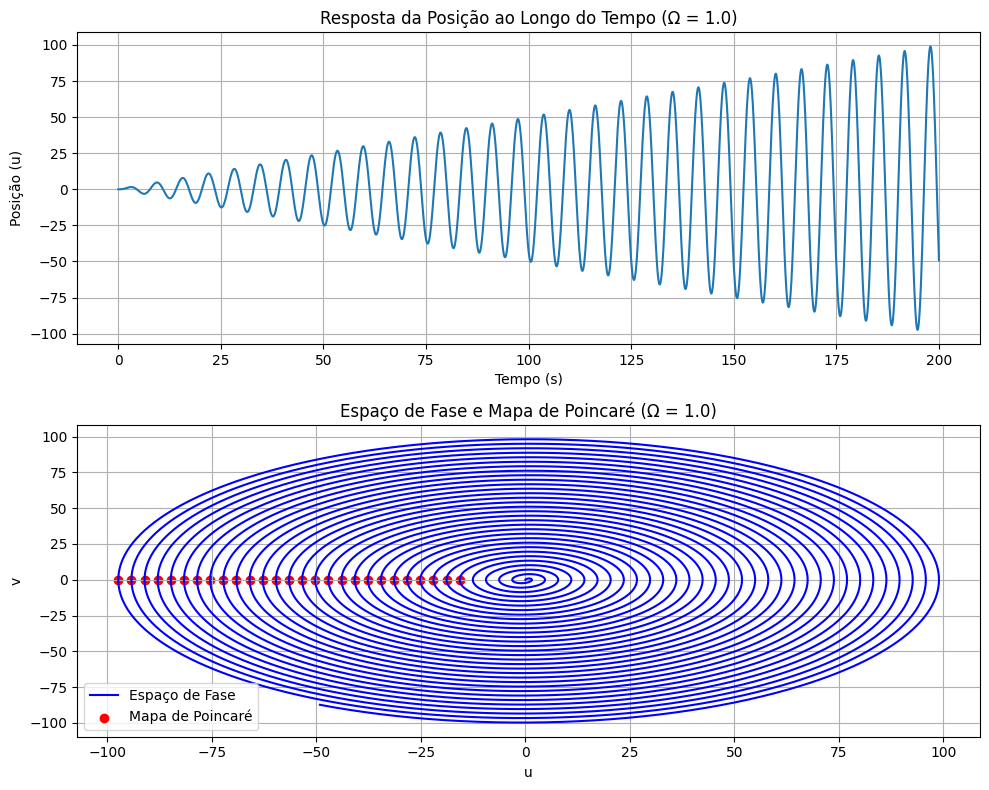 Resposta da Posição ao Longo do Tempo (Ω = 1.0)
100
75
50
25
0
−25
−50
−75
−100
Posição (u)
0 25 50 75 100 125 150 175 200
Tempo (s)
Espaço de Fase e Mapa de Poincaré (Ω = 1.0)
100
75
50
25
0
−25
−50
−75
−100
v
Espaço de Fase
Mapa de Poincaré
−100 −75 −50 −25 0 25 50 75 100
u